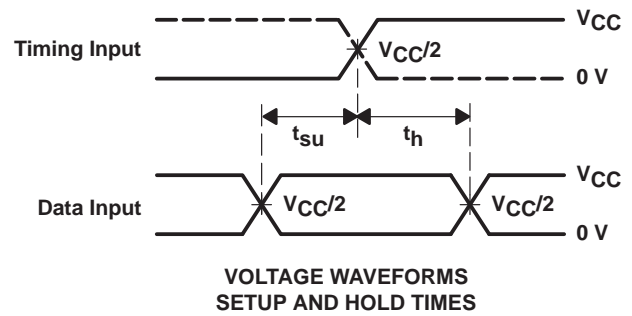 VCC
Timing Input
VCC/2
0 V
tsu
th
VCC
Data Input
VCC/2
VCC/2
0 V
VOLTAGE WAVEFORMS
SETUP AND HOLD TIMES